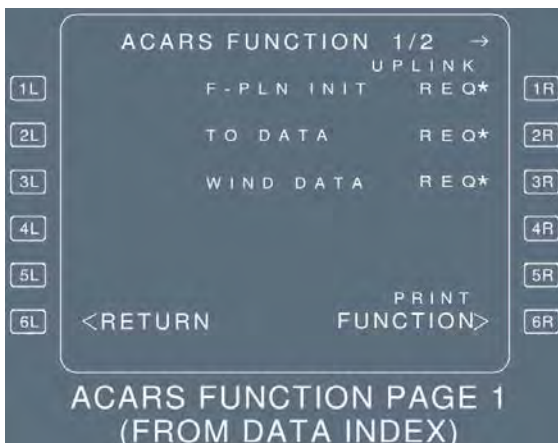 ACARS FUNCTION 1/2 →
UPLINK
1L F-PLN INIT REQ* 1R
2L TO DATA REQ* 2R
3L WIND DATA REQ* 3R
4L 4R
5L 5R
PRINT
6L <RETURN FUNCTION> 6R
ACARS FUNCTION PAGE 1
(FROM DATA INDEX)